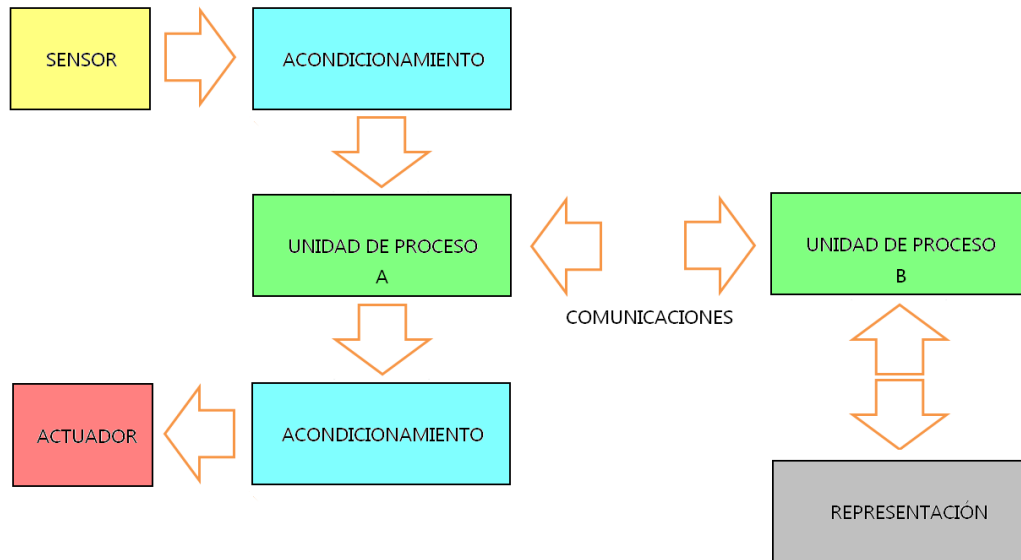 SENSOR
ACONDICIONAMIENTO
UNIDAD DE PROCESO
A
COMUNICACIONES
UNIDAD DE PROCESO
B
ACTUADOR
ACONDICIONAMIENTO
REPRESENTACIÓN